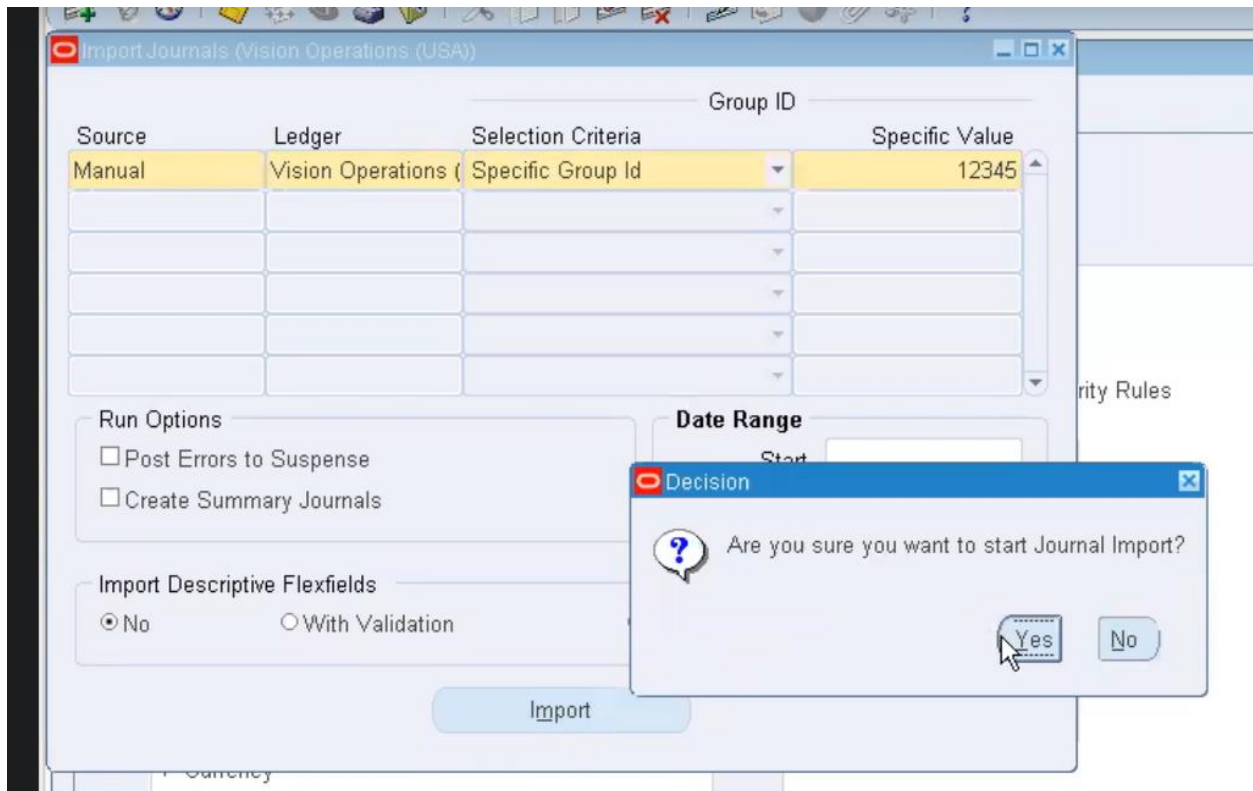 Import Journals (Vision Operations (USA))
Group ID
Source Ledger Selection Criteria Specific Value
Manual Vision Operations ( Specific Group Id 12345
rity Rules
Run Options
Date Range
Post Errors to Suspense
Start
Create Summary Journals
Decision
Are you sure you want to start Journal Import?
Import Descriptive Flexfields
No With Validation
Yes No
Import
Currency